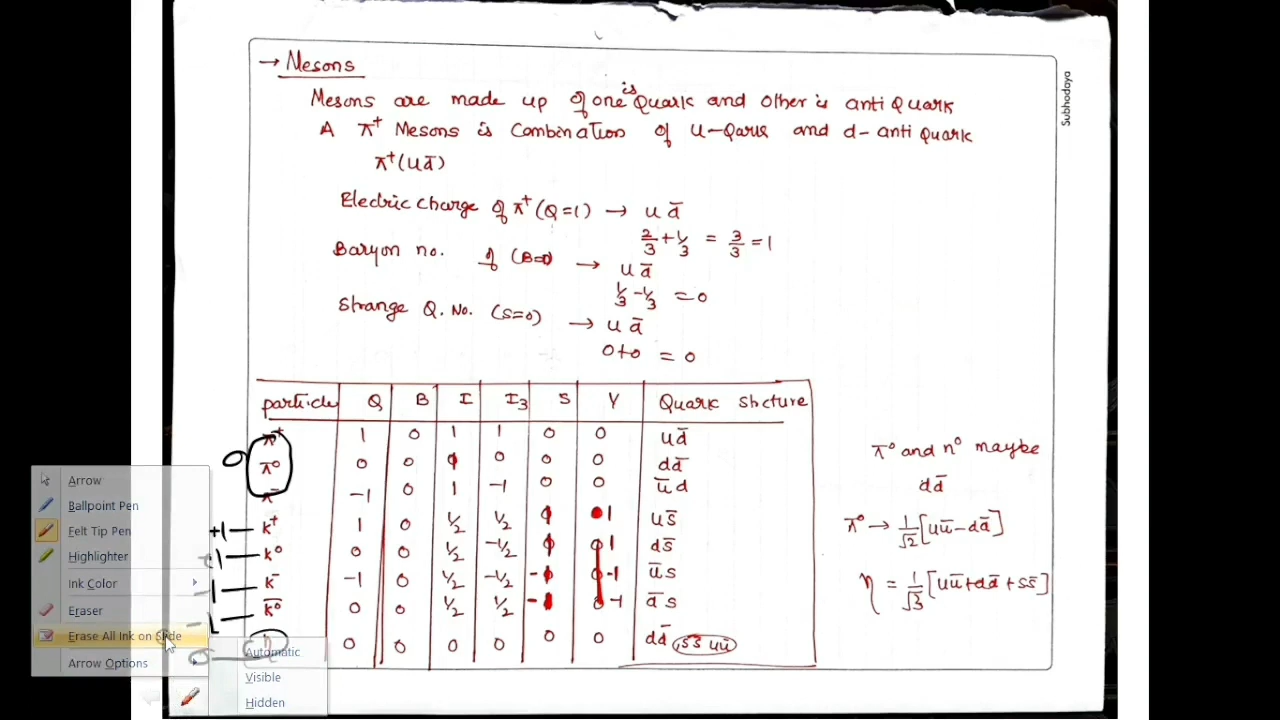 → Mesons
Mesons are made up of one is Quark and other is anti Quark
A π⁺ Mesons is Combination of u-Qarus and d-anti Quark
π⁺(ud̄)
Electric charge of π⁺(Q=1) → u d̄
2/3 + 1/3 = 3/3 = 1
Baryon no. of (B=0) → u d̄
1/3 - 1/3 = 0
Strange Q. No. (S=0) → u d̄
0+0 = 0
particle Q B I I₃ S Y Quark stcture
π⁺ 1 0 1 1 0 0 ud̄
0 π⁰ 0 0 1 0 0 0 dd̄
π⁻ -1 0 1 -1 0 0 ūd
+1 — K⁺ 1 0 1/2 1/2 1 us̄
+1 — K⁰ 0 0 1/2 -1/2 1 ds̄
-1 — K⁻ -1 0 1/2 -1/2 -1 ūs
-1 — K̄⁰ 0 0 1/2 1/2 -1 d̄s
0 0 0 0 0 0 dd̄, ss̄ uū
π⁰ and η⁰ maybe
dd̄
π⁰ → 1/√2 [uū - dd̄]
η = 1/√3 [uū + dd̄ + ss̄]
Subhodaya
Arrow
Ballpoint Pen
Felt Tip Pen
Highlighter
Ink Color
Eraser
Erase All Ink on Slide
Arrow Options
Automatic
Visible
Hidden